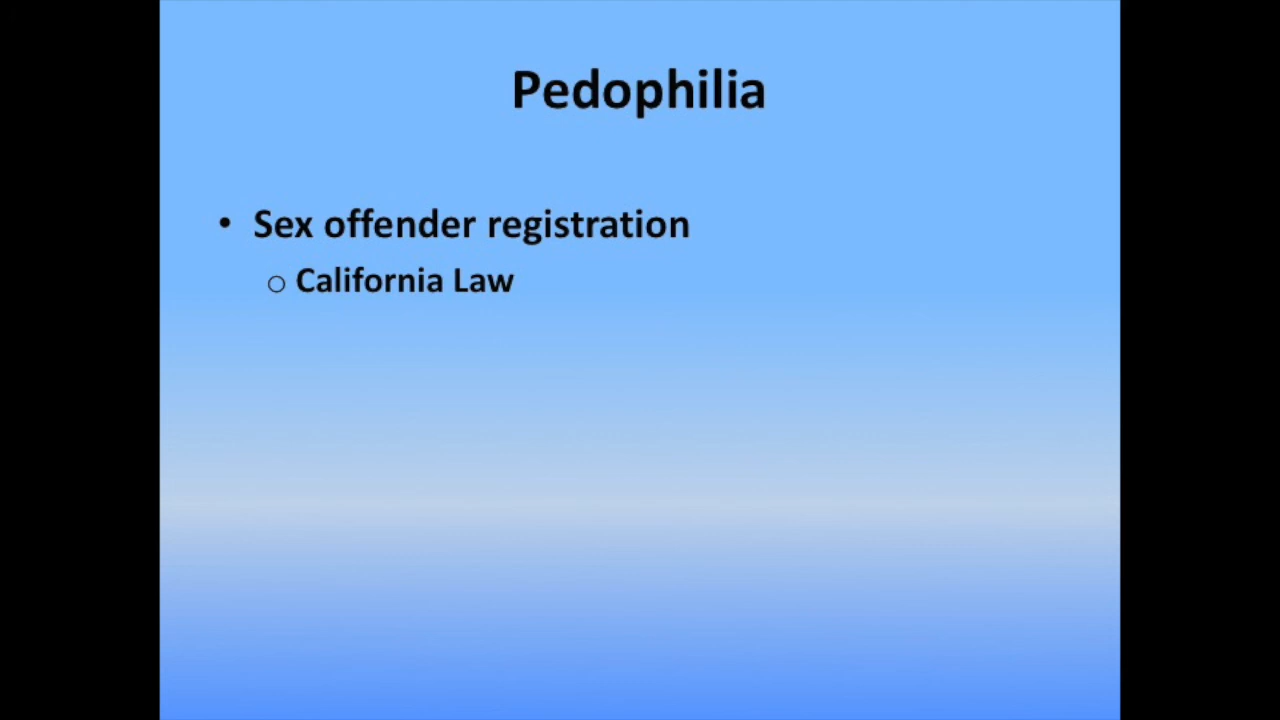 Pedophilia
• Sex offender registration
○ California Law